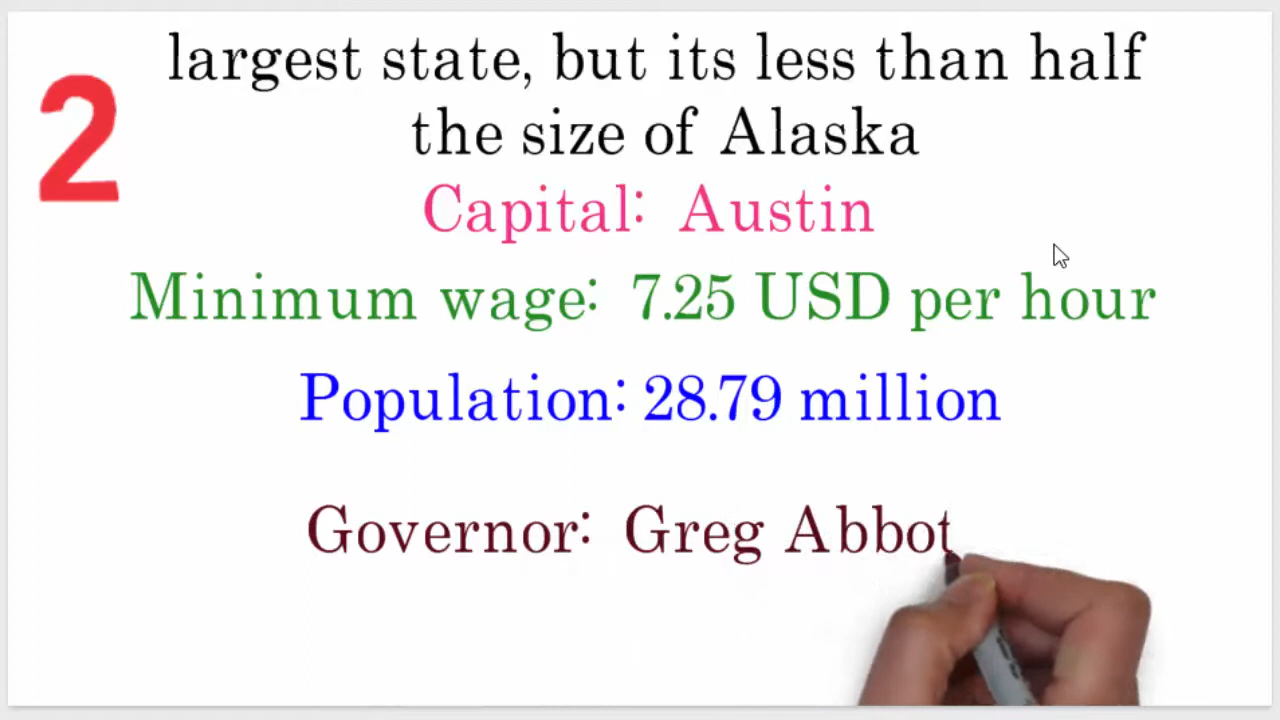 2
largest state, but its less than half
the size of Alaska
Capital: Austin
Minimum wage: 7.25 USD per hour
Population: 28.79 million
Governor: Greg Abbot